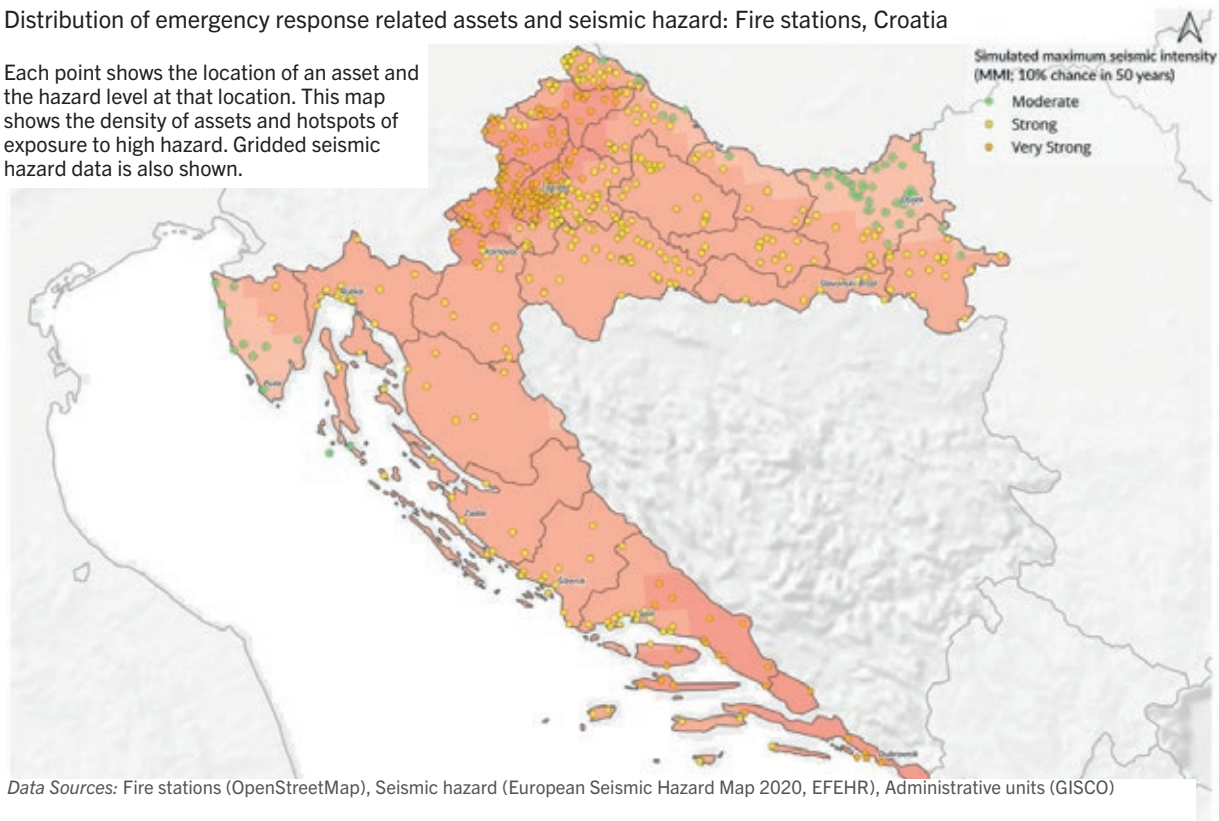 Distribution of emergency response related assets and seismic hazard: Fire stations, Croatia
Each point shows the location of an asset and
the hazard level at that location. This map
shows the density of assets and hotspots of
exposure to high hazard. Gridded seismic
hazard data is also shown.
Simulated maximum seismic intensity
(MMI; 10% chance in 50 years)
Moderate
Strong
Very Strong
Zagreb
Osijek
Karlovac
Rijeka
Slavonski Brod
Pula
Zadar
Šibenik
Split
Dubrovnik
Data Sources: Fire stations (OpenStreetMap), Seismic hazard (European Seismic Hazard Map 2020, EFEHR), Administrative units (GISCO)